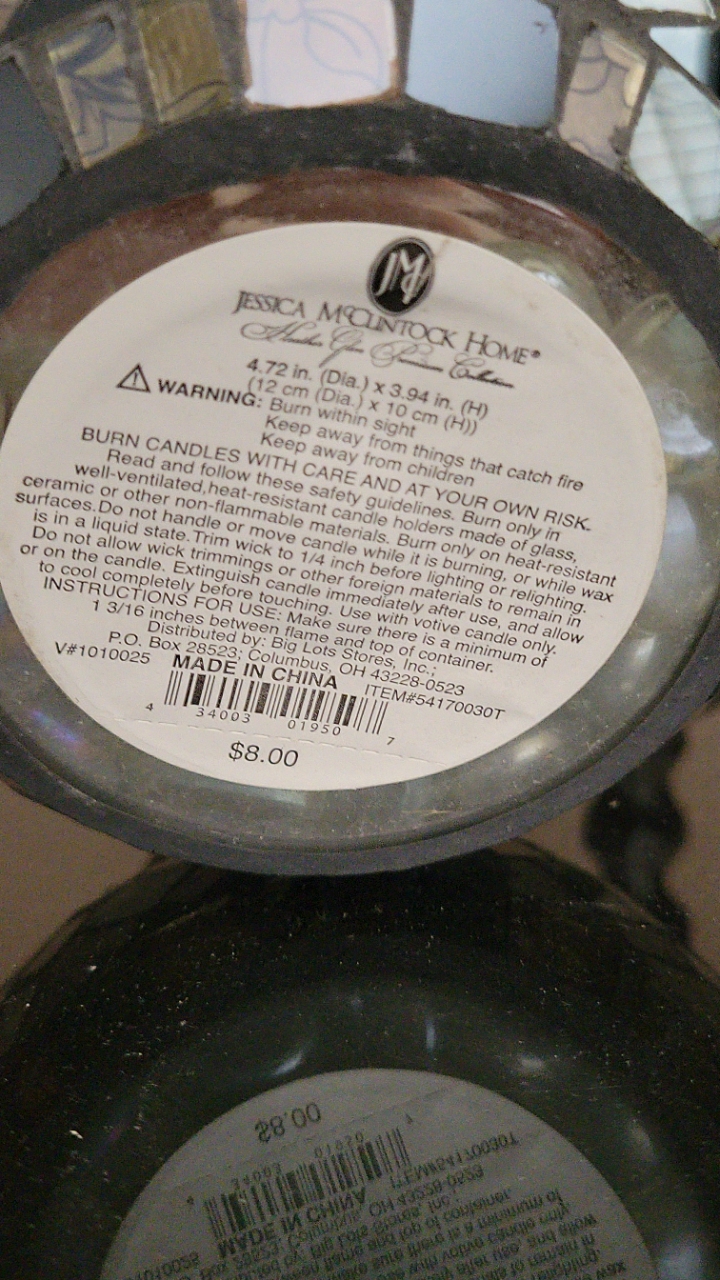 JMc
JESSICA McCLINTOCK HOME®
Heather Glen Premium Collection
4.72 in. (Dia.) x 3.94 in. (H)
(12 cm (Dia.) x 10 cm (H))
⚠ WARNING: Burn within sight
Keep away from things that catch fire
Keep away from children
BURN CANDLES WITH CARE AND AT YOUR OWN RISK.
Read and follow these safety guidelines. Burn only in
well-ventilated,heat-resistant candle holders made of glass,
ceramic or other non-flammable materials. Burn only on heat-resistant
surfaces.Do not handle or move candle while it is burning, or while wax
is in a liquid state.Trim wick to 1/4 inch before lighting or relighting.
Do not allow wick trimmings or other foreign materials to remain in
or on the candle. Extinguish candle immediately after use, and allow
to cool completely before touching. Use with votive candle only.
INSTRUCTIONS FOR USE: Make sure there is a minimum of
1 3/16 inches between flame and top of container.
Distributed by: Big Lots Stores, Inc.,
P.O. Box 28523; Columbus, OH 43228-0523
V#1010025 MADE IN CHINA ITEM#54170030T
4 34003 01950 7
$8.00